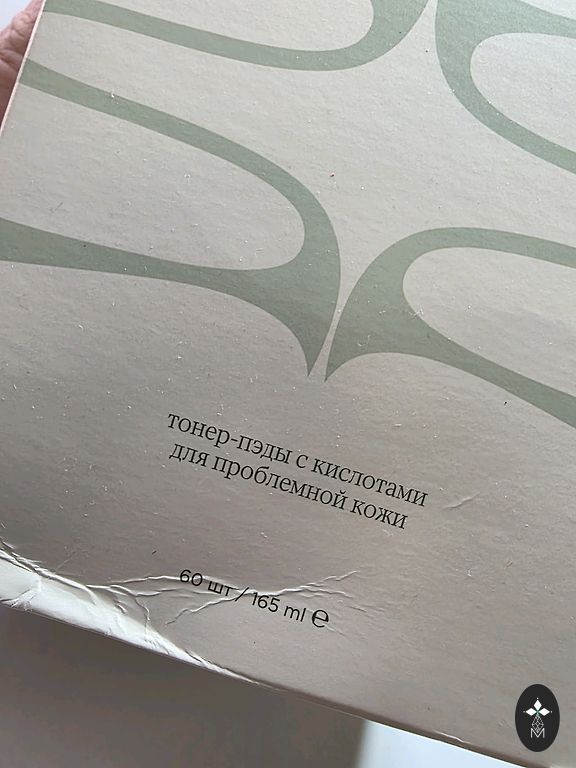 тонер-пэды с кислотами
для проблемной кожи
60 шт / 165 ml ℮
M